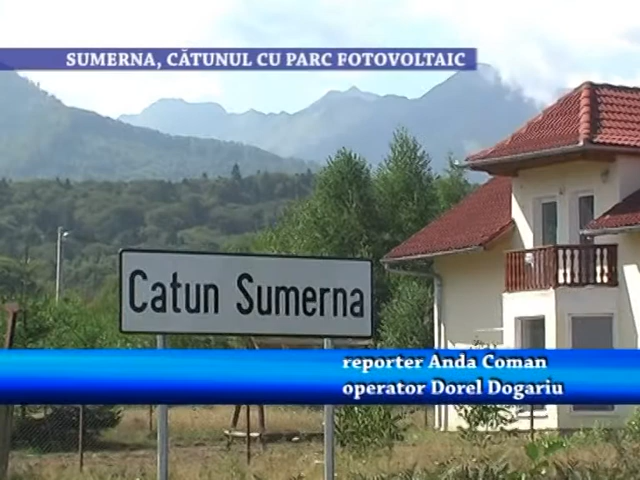 SUMERNA, CĂTUNUL CU PARC FOTOVOLTAIC
Catun Sumerna
reporter Anda Coman
operator Dorel Dogariu